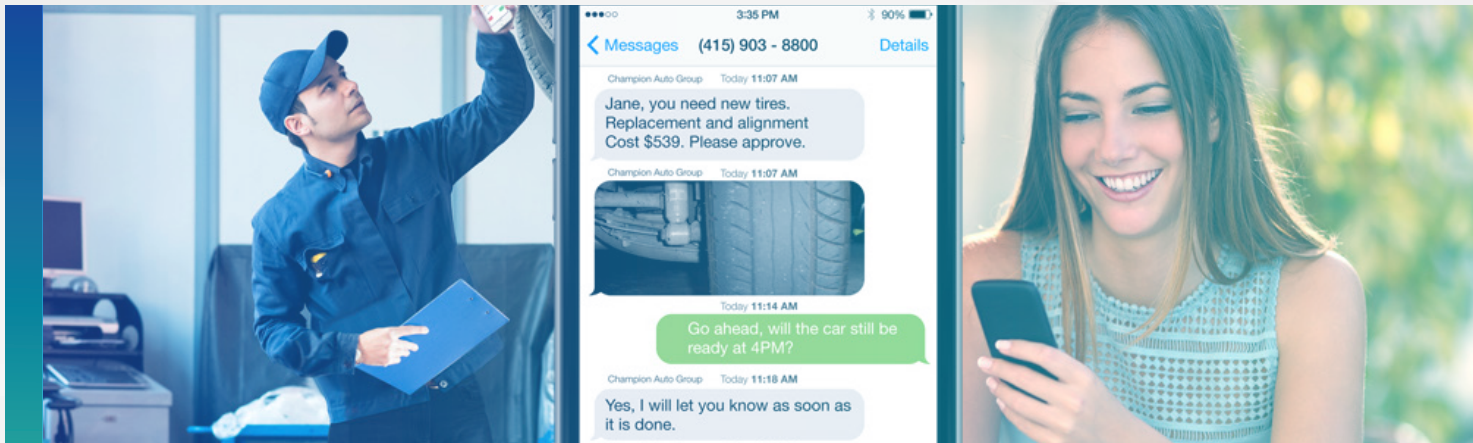 3:35 PM 90%
Messages (415) 903 - 8800 Details
Champion Auto Group Today 11:07 AM
Jane, you need new tires.
Replacement and alignment
Cost $539. Please approve.
Champion Auto Group Today 11:07 AM
Today 11:14 AM
Go ahead, will the car still be
ready at 4PM?
Champion Auto Group Today 11:18 AM
Yes, I will let you know as soon as
it is done.